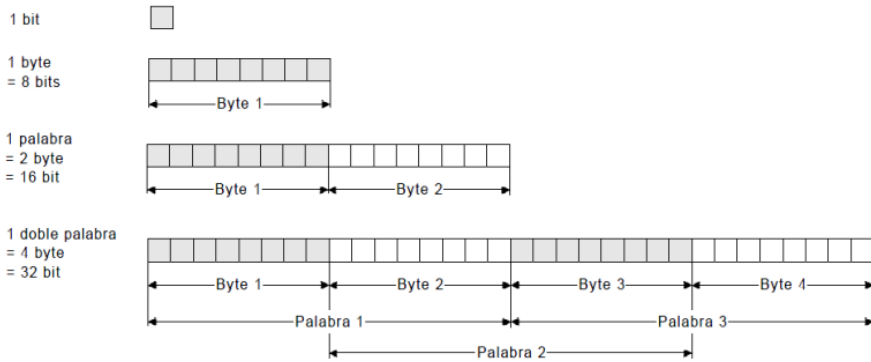 1 bit
1 byte
= 8 bits
Byte 1
1 palabra
= 2 byte
= 16 bit
Byte 1
Byte 2
1 doble palabra
= 4 byte
= 32 bit
Byte 1
Byte 2
Byte 3
Byte 4
Palabra 1
Palabra 3
Palabra 2